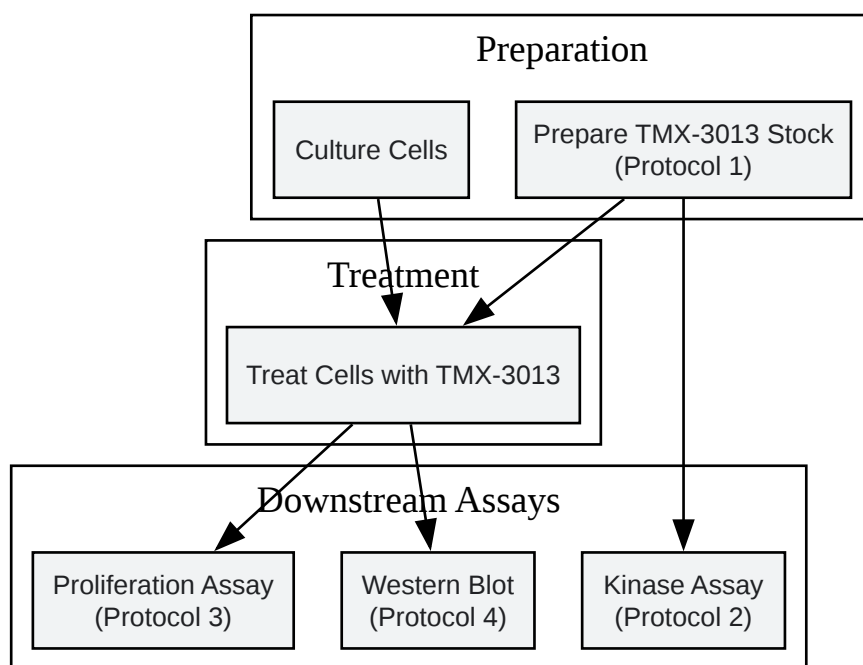 Preparation
Culture Cells
Prepare TMX-3013 Stock
(Protocol 1)
Treatment
Treat Cells with TMX-3013
Downstream Assays
Proliferation Assay
(Protocol 3)
Western Blot
(Protocol 4)
Kinase Assay
(Protocol 2)